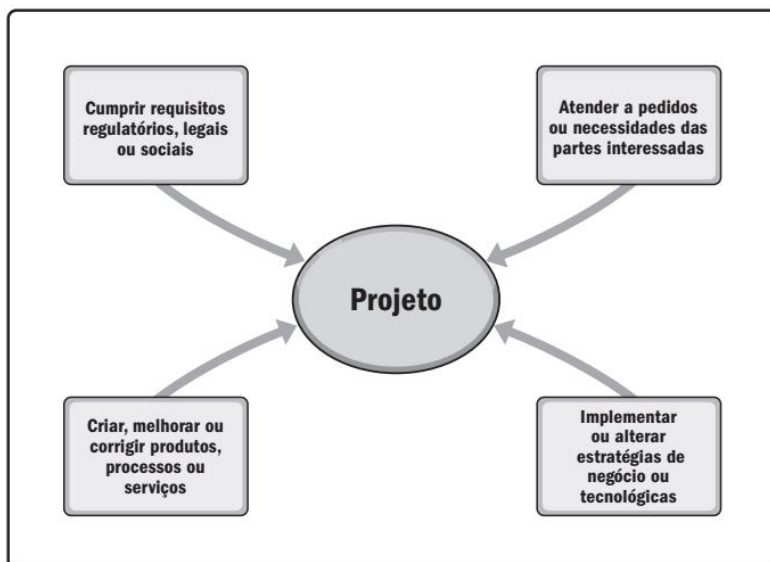 Cumprir requisitos
regulatórios, legais
ou sociais
Atender a pedidos
ou necessidades das
partes interessadas
Projeto
Criar, melhorar ou
corrigir produtos,
processos ou
serviços
Implementar
ou alterar
estratégias de
negócio ou
tecnológicas